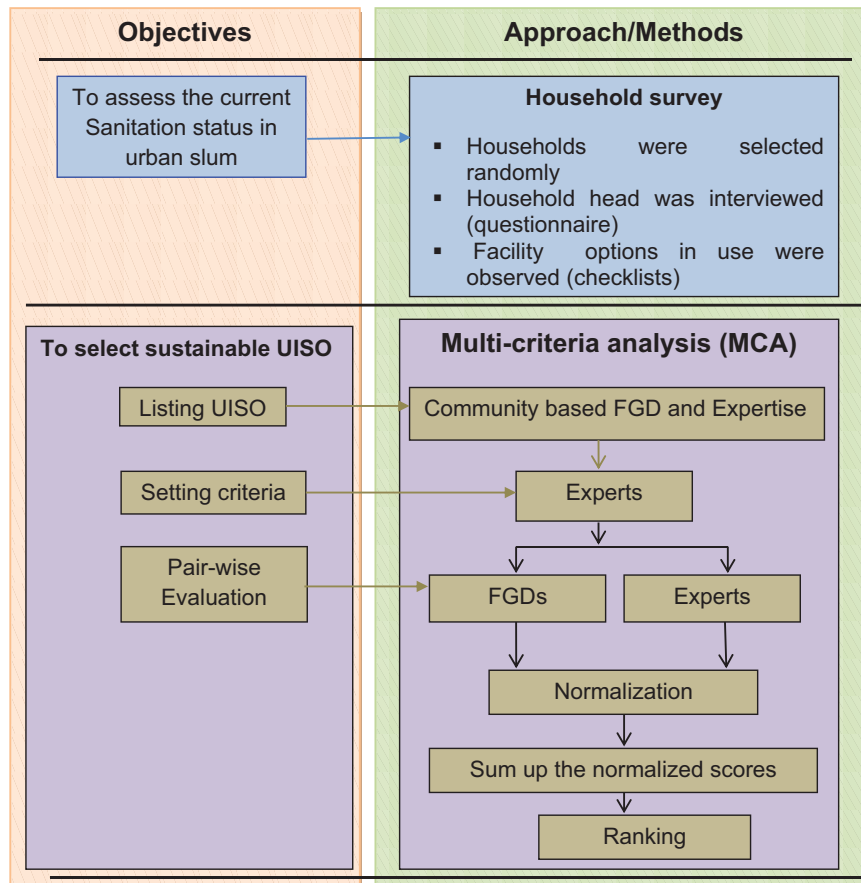 Objectives
Approach/Methods
To assess the current
Sanitation status in
urban slum
Household survey
▪ Households were selected
randomly
▪ Household head was interviewed
(questionnaire)
▪ Facility options in use were
observed (checklists)
To select sustainable UISO
Multi-criteria analysis (MCA)
Listing UISO
Community based FGD and Expertise
Setting criteria
Experts
Pair-wise
Evaluation
FGDs
Experts
Normalization
Sum up the normalized scores
Ranking